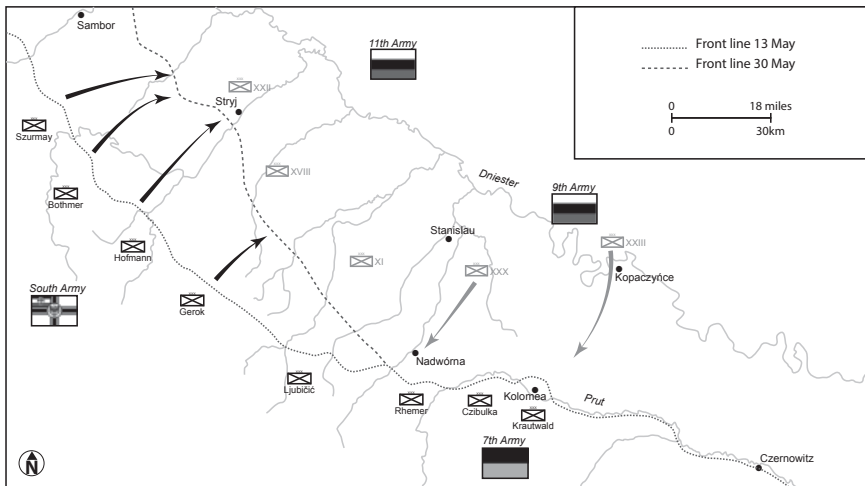 Sambor
11th Army
Front line 13 May
Front line 30 May
0 18 miles
0 30km
XXII
Stryj
Szurmay
XVIII
Dniester
9th Army
Bothmer
Stanislau
XXIII
Hofmann
XI
XXX
Kopaczyńce
South Army
Gerok
Nadwórna
Ljubičić
Rhemer
Czibulka
Kolomea
Prut
Krautwald
7th Army
Czernowitz
N